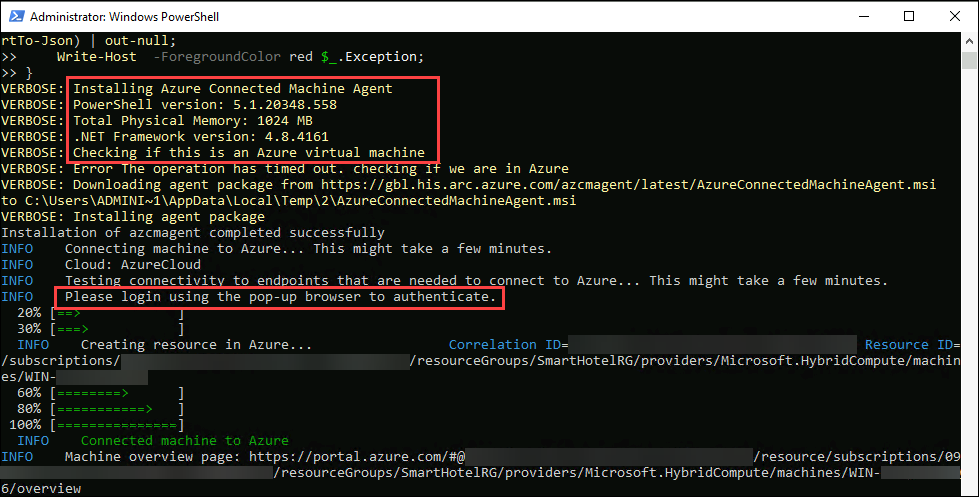 Administrator: Windows PowerShell
rtTo-Json) | out-null;
>>     Write-Host  -ForegroundColor red $_.Exception;
>> }
VERBOSE: Installing Azure Connected Machine Agent
VERBOSE: PowerShell version: 5.1.20348.558
VERBOSE: Total Physical Memory: 1024 MB
VERBOSE: .NET Framework version: 4.8.4161
VERBOSE: Checking if this is an Azure virtual machine
VERBOSE: Error The operation has timed out. checking if we are in Azure
VERBOSE: Downloading agent package from https://gbl.his.arc.azure.com/azcmagent/latest/AzureConnectedMachineAgent.msi
to C:\Users\ADMINI~1\AppData\Local\Temp\2\AzureConnectedMachineAgent.msi
VERBOSE: Installing agent package
Installation of azcmagent completed successfully
INFO    Connecting machine to Azure... This might take a few minutes.
INFO    Cloud: AzureCloud
INFO    Testing connectivity to endpoints that are needed to connect to Azure... This might take a few minutes.
INFO    Please login using the pop-up browser to authenticate.
  20% [==>            ]
  30% [===>           ]
  INFO    Creating resource in Azure...                 Correlation ID= Resource ID=
/subscriptions/ /resourceGroups/SmartHotelRG/providers/Microsoft.HybridCompute/machin
es/WIN-
  60% [========>      ]
  80% [===========>   ]
 100% [===============]
  INFO    Connected machine to Azure
INFO    Machine overview page: https://portal.azure.com/#@ /resource/subscriptions/09
/resourceGroups/SmartHotelRG/providers/Microsoft.HybridCompute/machines/WIN-
6/overview